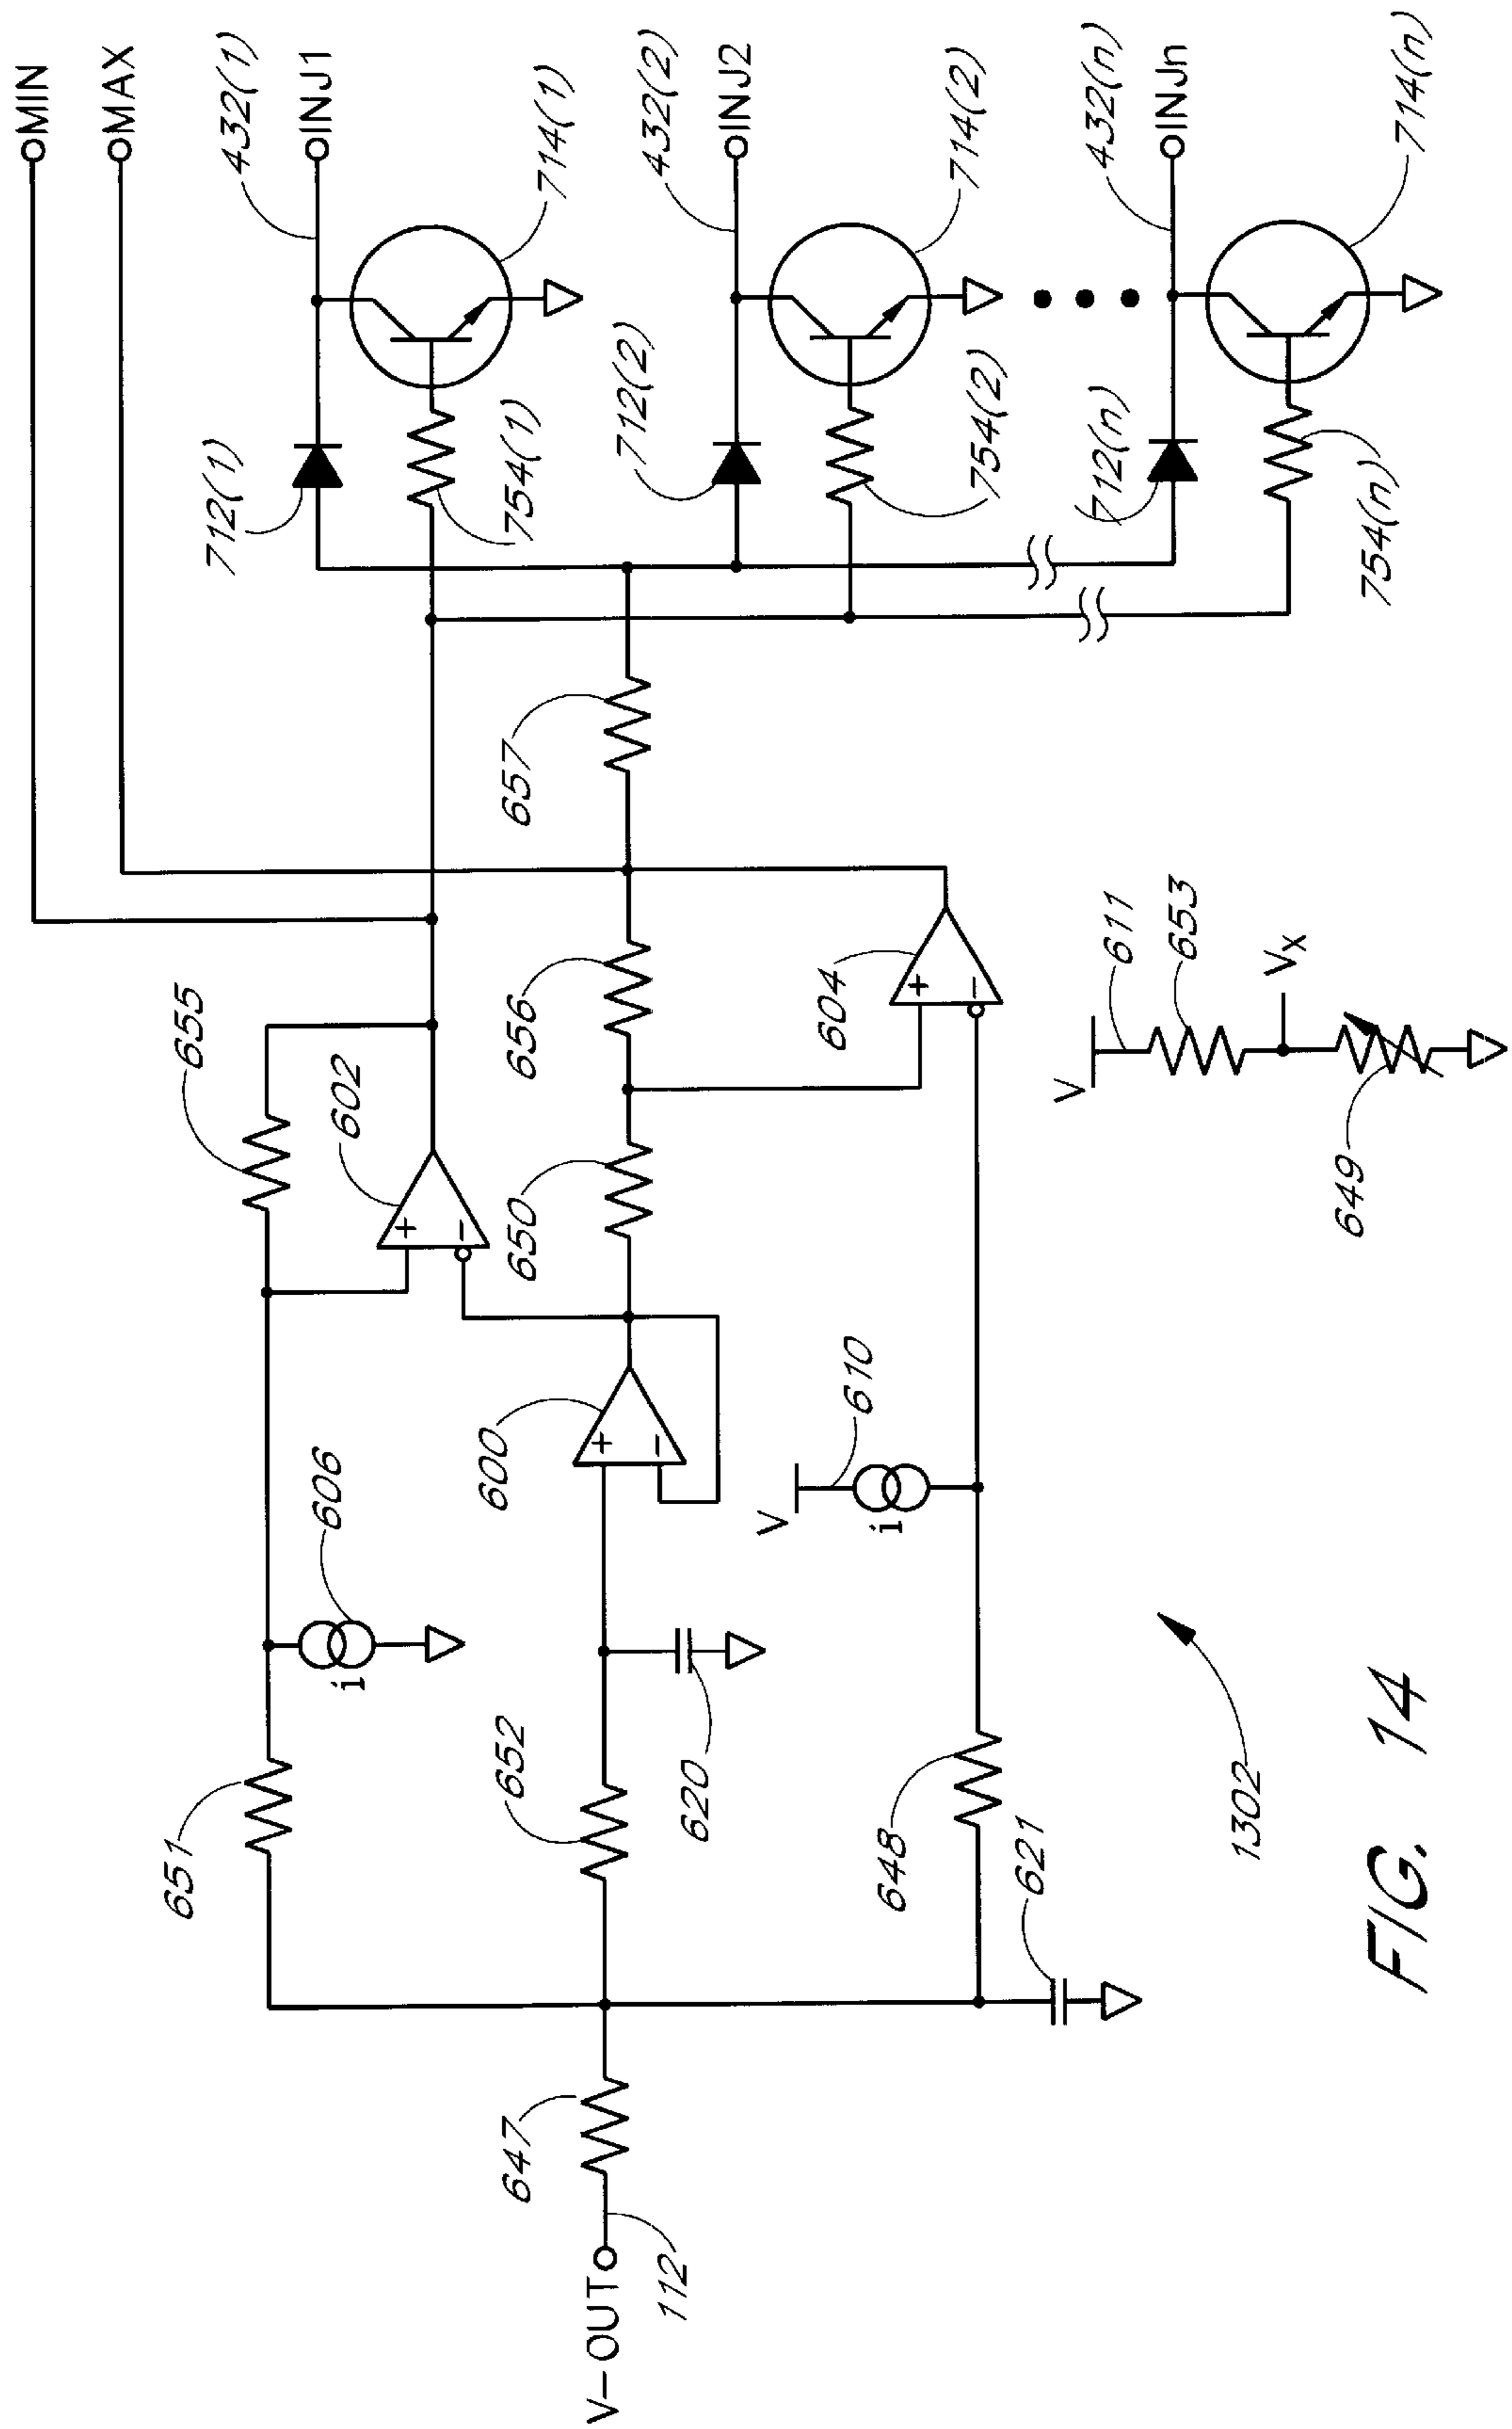 MIN
MAX
432(1)
INJ1
712(1)
714(1)
754(1)
655
602
657
432(2)
INJ2
712(2)
714(2)
754(2)
651
606
i
656
650
652
600
620
647
V-OUT
112
604
V
610
i
432(n)
INJn
712(n)
714(n)
754(n)
648
621
V
611
653
VX
649
1302
FIG. 14
+
−
+
−
+
−